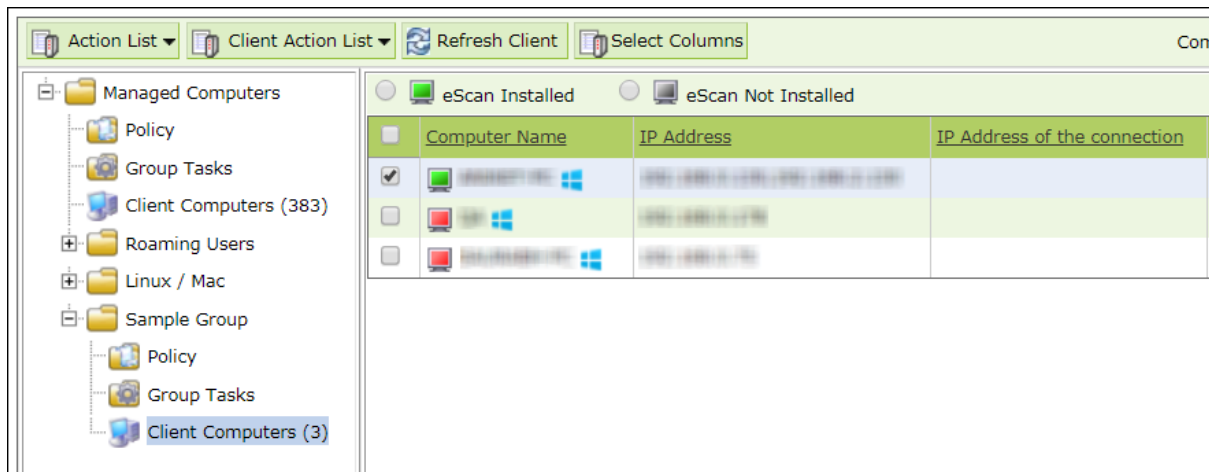 Action List
Client Action List
Refresh Client
Select Columns
Com
Managed Computers
Policy
Group Tasks
Client Computers (383)
Roaming Users
Linux / Mac
Sample Group
Policy
Group Tasks
Client Computers (3)
eScan Installed
eScan Not Installed
Computer Name
IP Address
IP Address of the connection